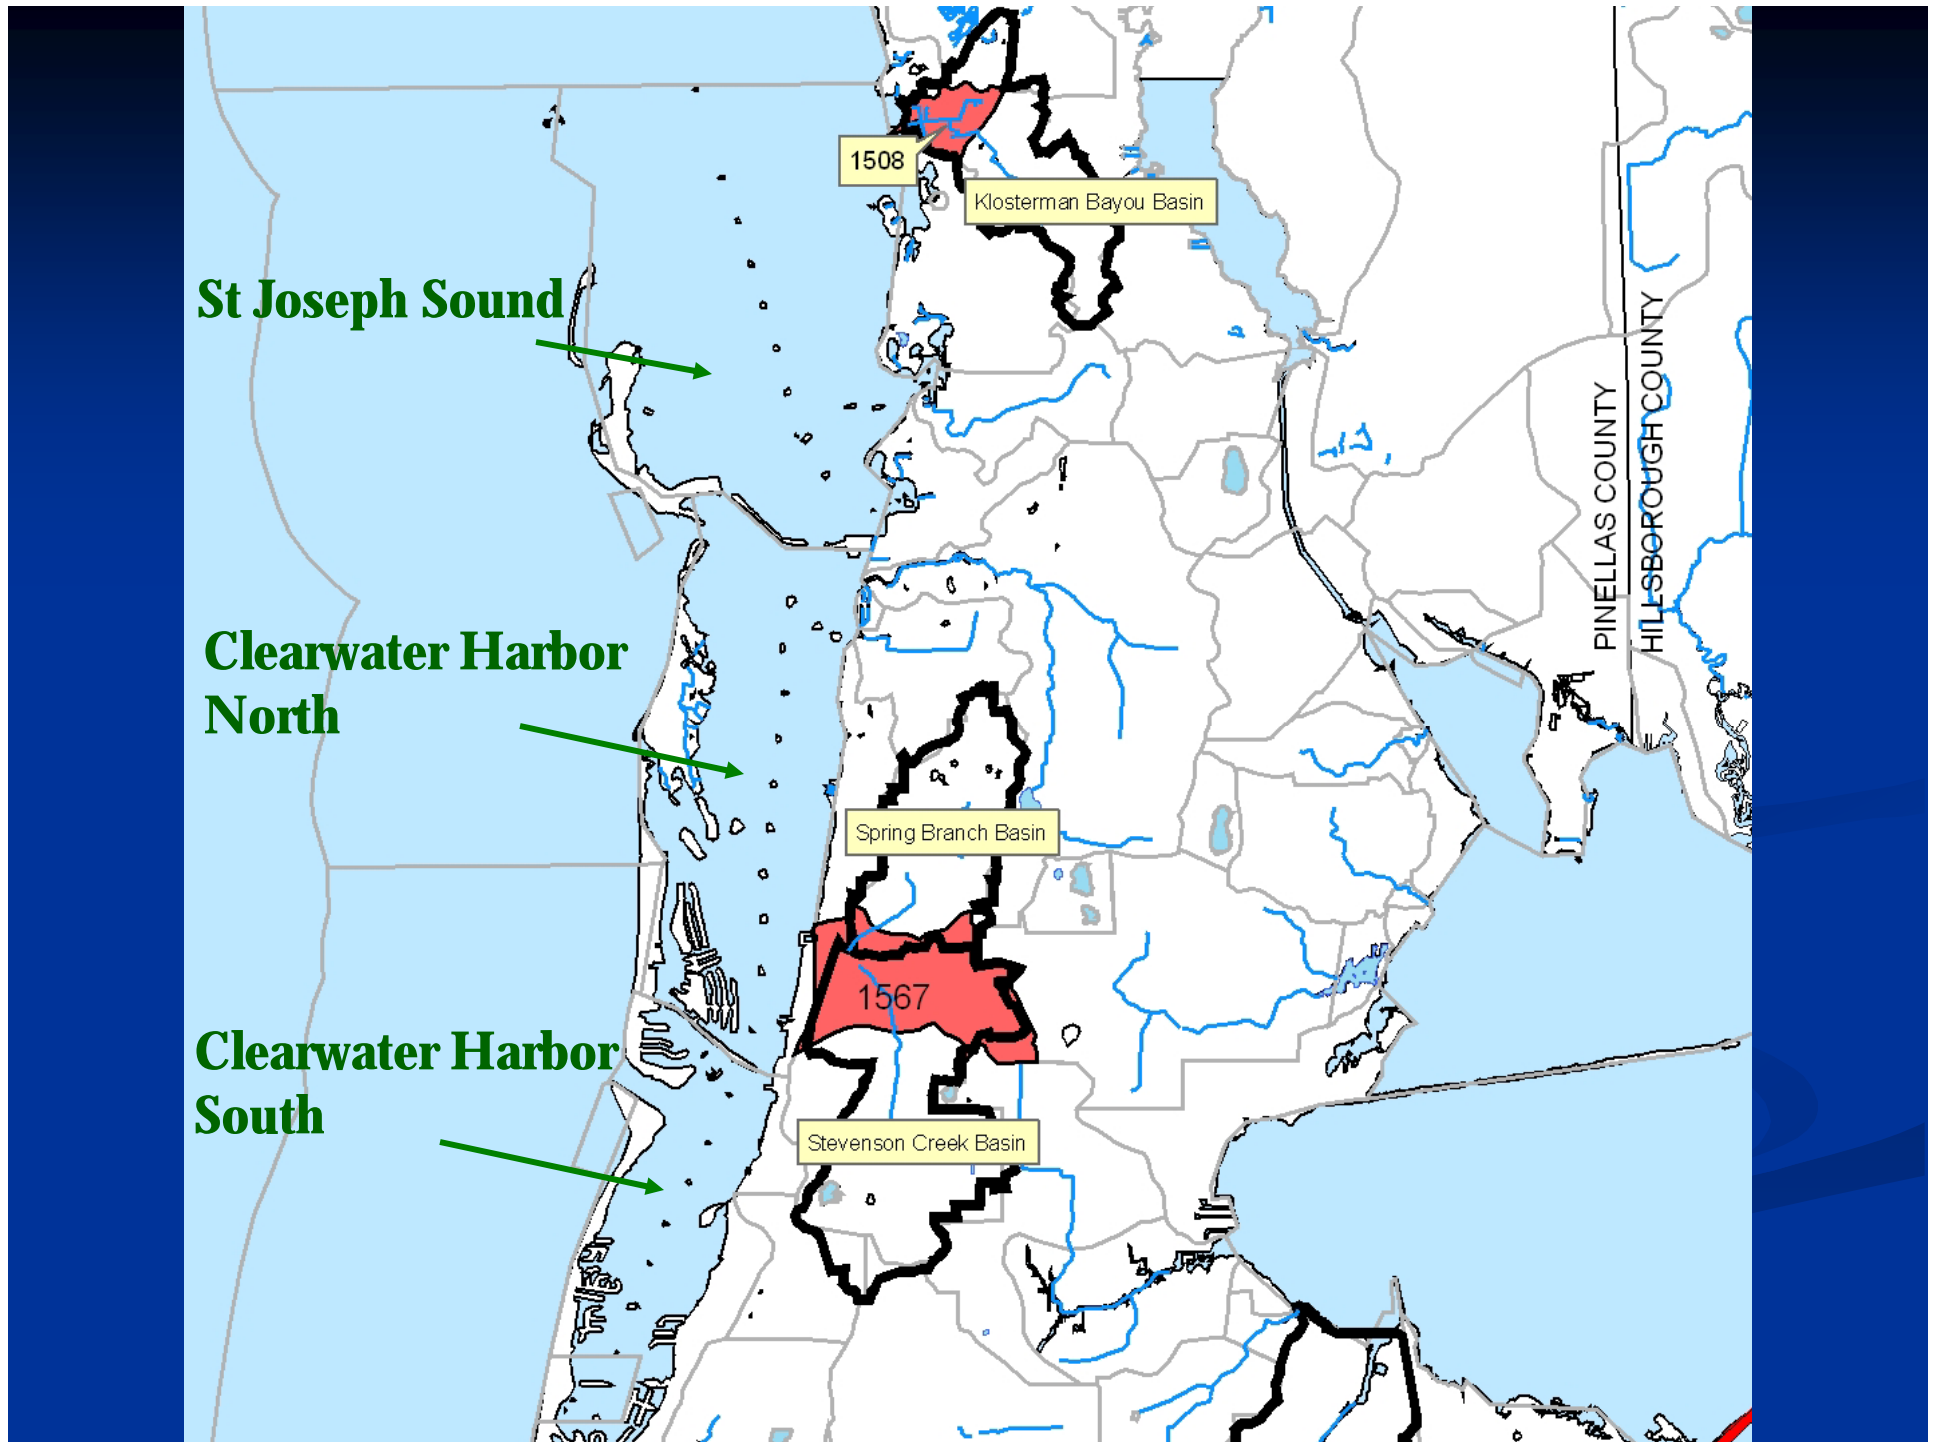 1508
Klosterman Bayou Basin
St Joseph Sound
PINELLAS COUNTY
HILLSBOROUGH COUNTY
Clearwater Harbor
North
Spring Branch Basin
1567
Clearwater Harbor
South
Stevenson Creek Basin